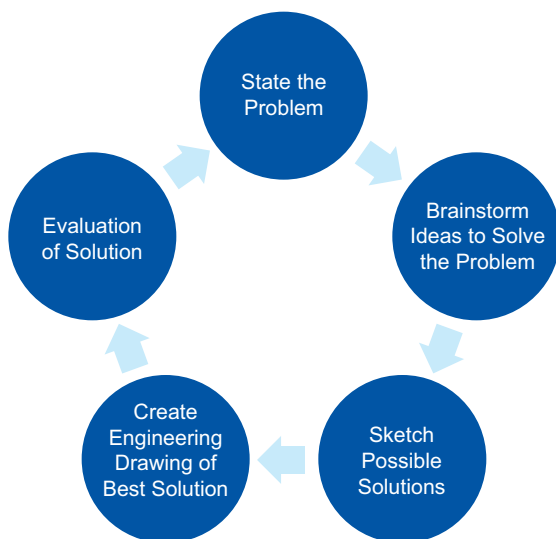 State the
Problem
Brainstorm
Ideas to Solve
the Problem
Sketch
Possible
Solutions
Create
Engineering
Drawing of
Best Solution
Evaluation
of Solution